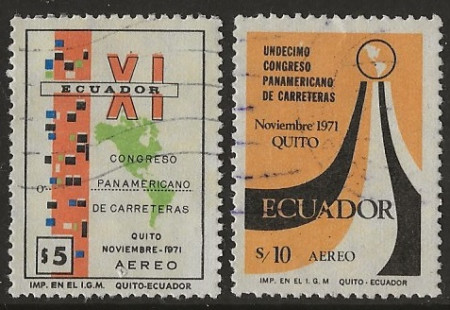 XI
ECUADOR
CONGRESO
PANAMERICANO
DE CARRETERAS
QUITO
NOVIEMBRE-1971
$5
AEREO
IMP. EN EL I.G.M. QUITO-ECUADOR
UNDECIMO
CONGRESO
PANAMERICANO
DE CARRETERAS
Noviembre 1971
QUITO
ECUADOR
S/10 AEREO
IMP. EN EL I.G.M QUITO-ECUADOR